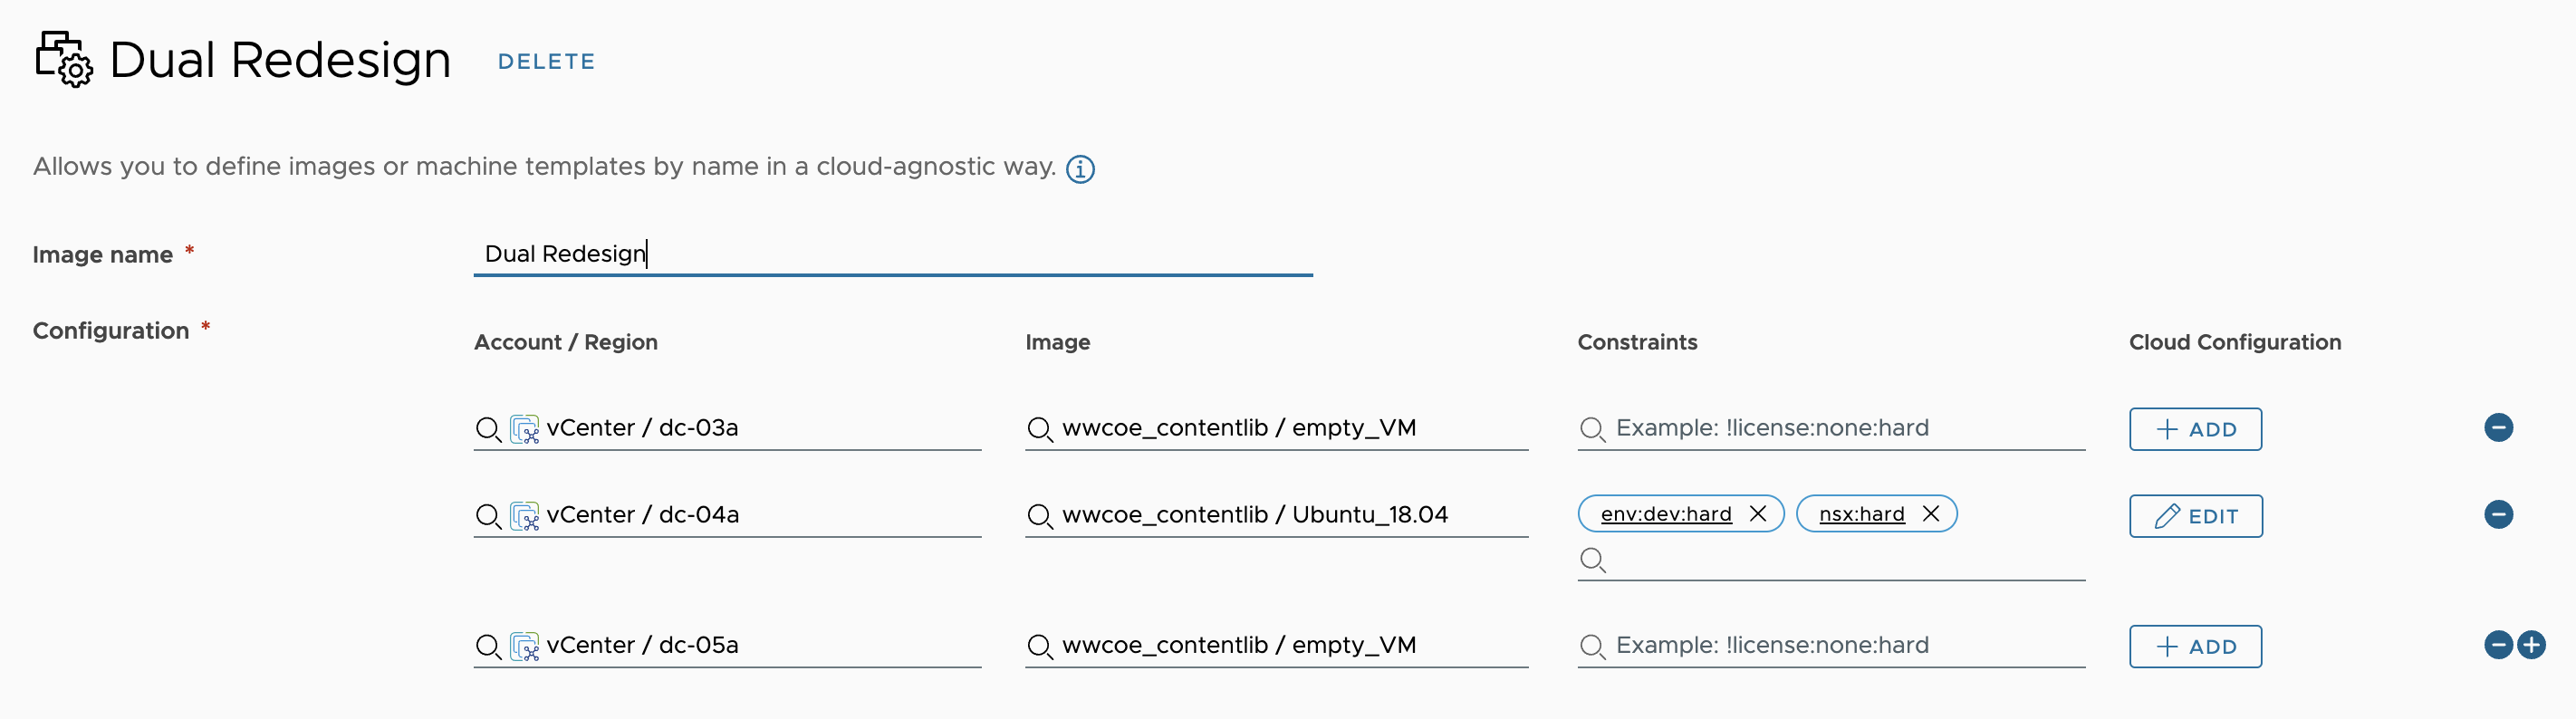 Dual Redesign DELETE
Allows you to define images or machine templates by name in a cloud-agnostic way.
Image name * Dual Redesign
Configuration *
Account / Region Image Constraints Cloud Configuration
vCenter / dc-03a wwcoe_contentlib / empty_VM Example: !license:none:hard ADD
vCenter / dc-04a wwcoe_contentlib / Ubuntu_18.04 env:dev:hard nsx:hard EDIT
vCenter / dc-05a wwcoe_contentlib / empty_VM Example: !license:none:hard ADD